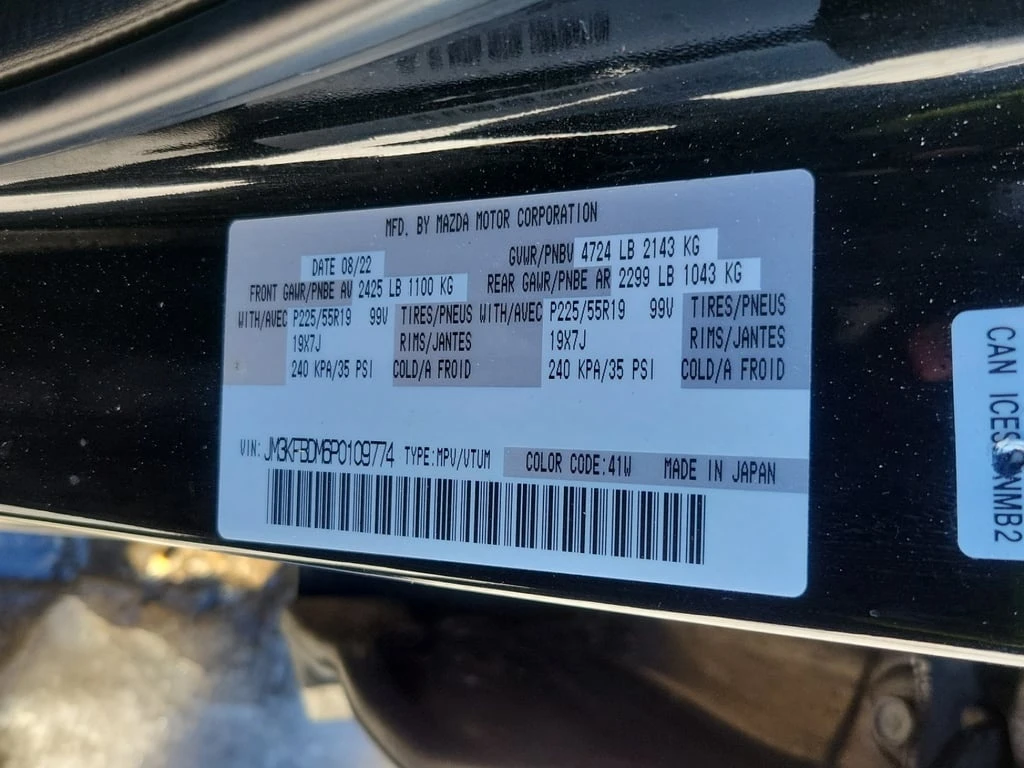 MFD. BY MAZDA MOTOR CORPORATION
DATE 08/22 GVWR/PNBV 4724 LB 2143 KG
FRONT GAWR/PNBE AV 2425 LB 1100 KG REAR GAWR/PNBE AR 2299 LB 1043 KG
WITH/AVEC P225/55R19 99V TIRES/PNEUS WITH/AVEC P225/55R19 99V TIRES/PNEUS
19X7J RIMS/JANTES 19X7J RIMS/JANTES
240 KPA/35 PSI COLD/A FROID 240 KPA/35 PSI COLD/A FROID
VIN: JM3KFBDM6P0109774 TYPE:MPV/VTUM COLOR CODE:41W MADE IN JAPAN
CAN